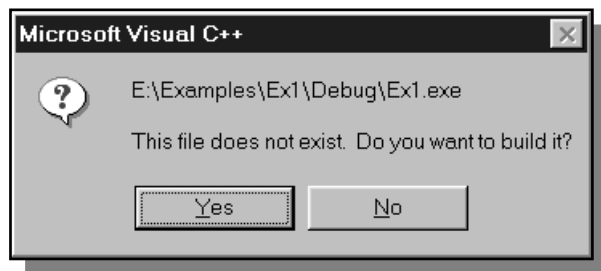 Microsoft Visual C++
E:\Examples\Ex1\Debug\Ex1.exe
This file does not exist. Do you want to build it?
Yes
No